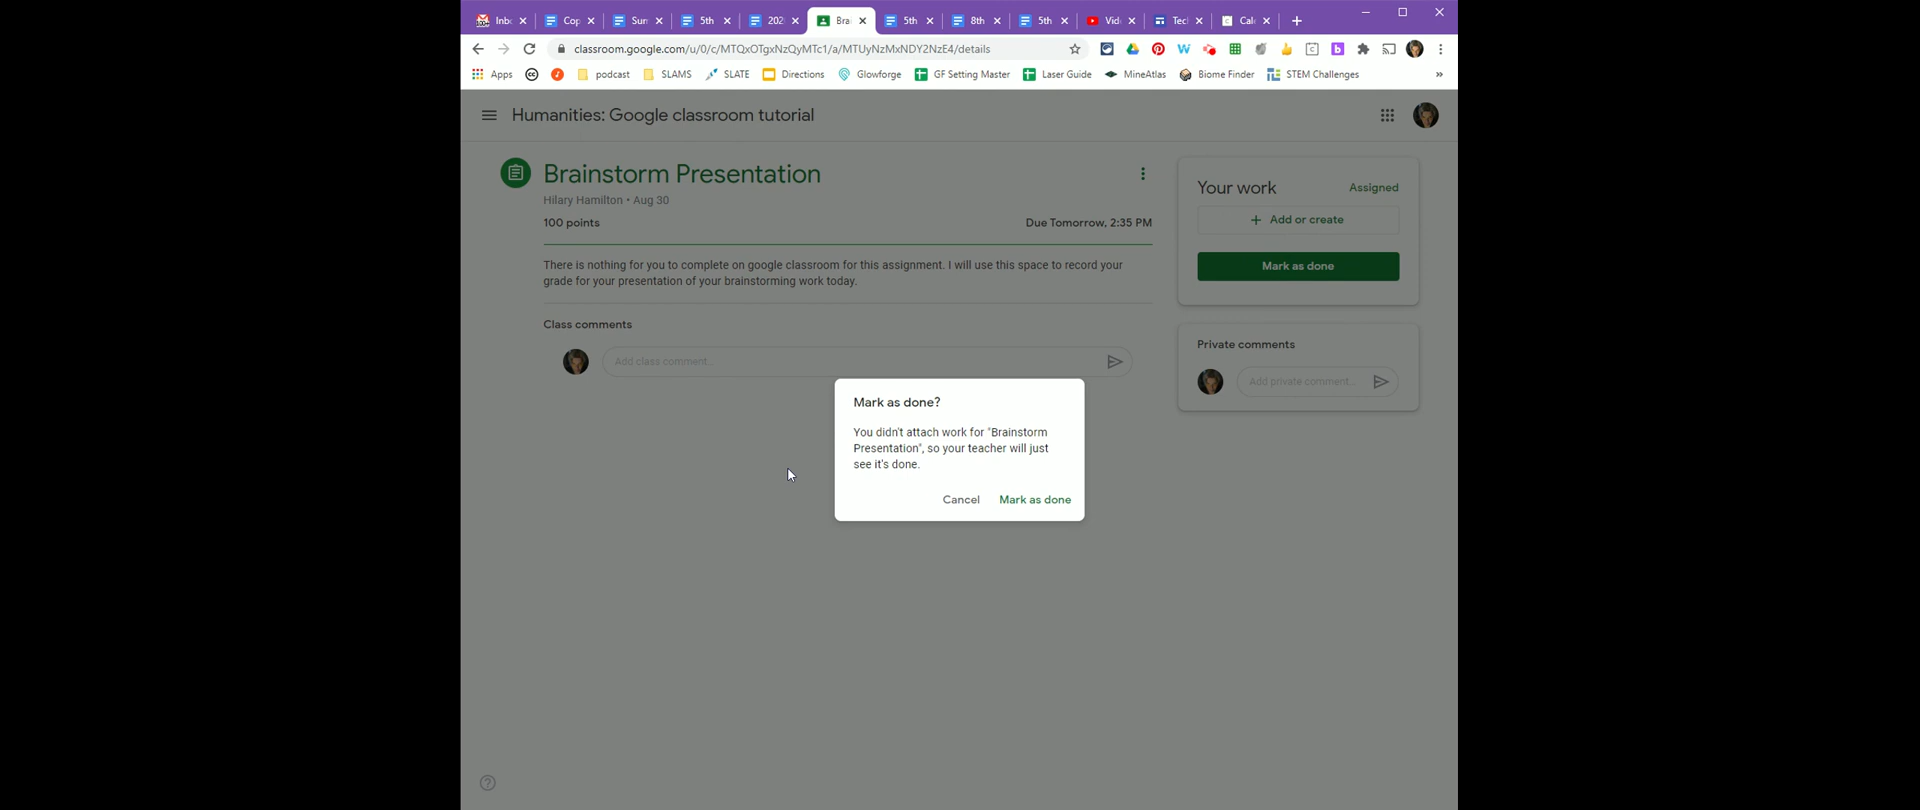 Inb
Cop
Sum
5th
202
Bra
5th
8th
5th
Vid
Tec
Calc
classroom.google.com/u/0/c/MTQxOTgxNzQyMTc1/a/MTUyNzMxNDY2NzE4/details
Apps
podcast
SLAMS
SLATE
Directions
Glowforge
GF Setting Master
Laser Guide
MineAtlas
Biome Finder
STEM Challenges
»
Humanities: Google classroom tutorial
Brainstorm Presentation
Hilary Hamilton • Aug 30
100 points
Due Tomorrow, 2:35 PM
There is nothing for you to complete on google classroom for this assignment. I will use this space to record your
grade for your presentation of your brainstorming work today.
Class comments
Add class comment...
Your work
Assigned
+ Add or create
Mark as done
Private comments
Add private comment...
Mark as done?
You didn't attach work for "Brainstorm
Presentation", so your teacher will just
see it's done.
Cancel
Mark as done